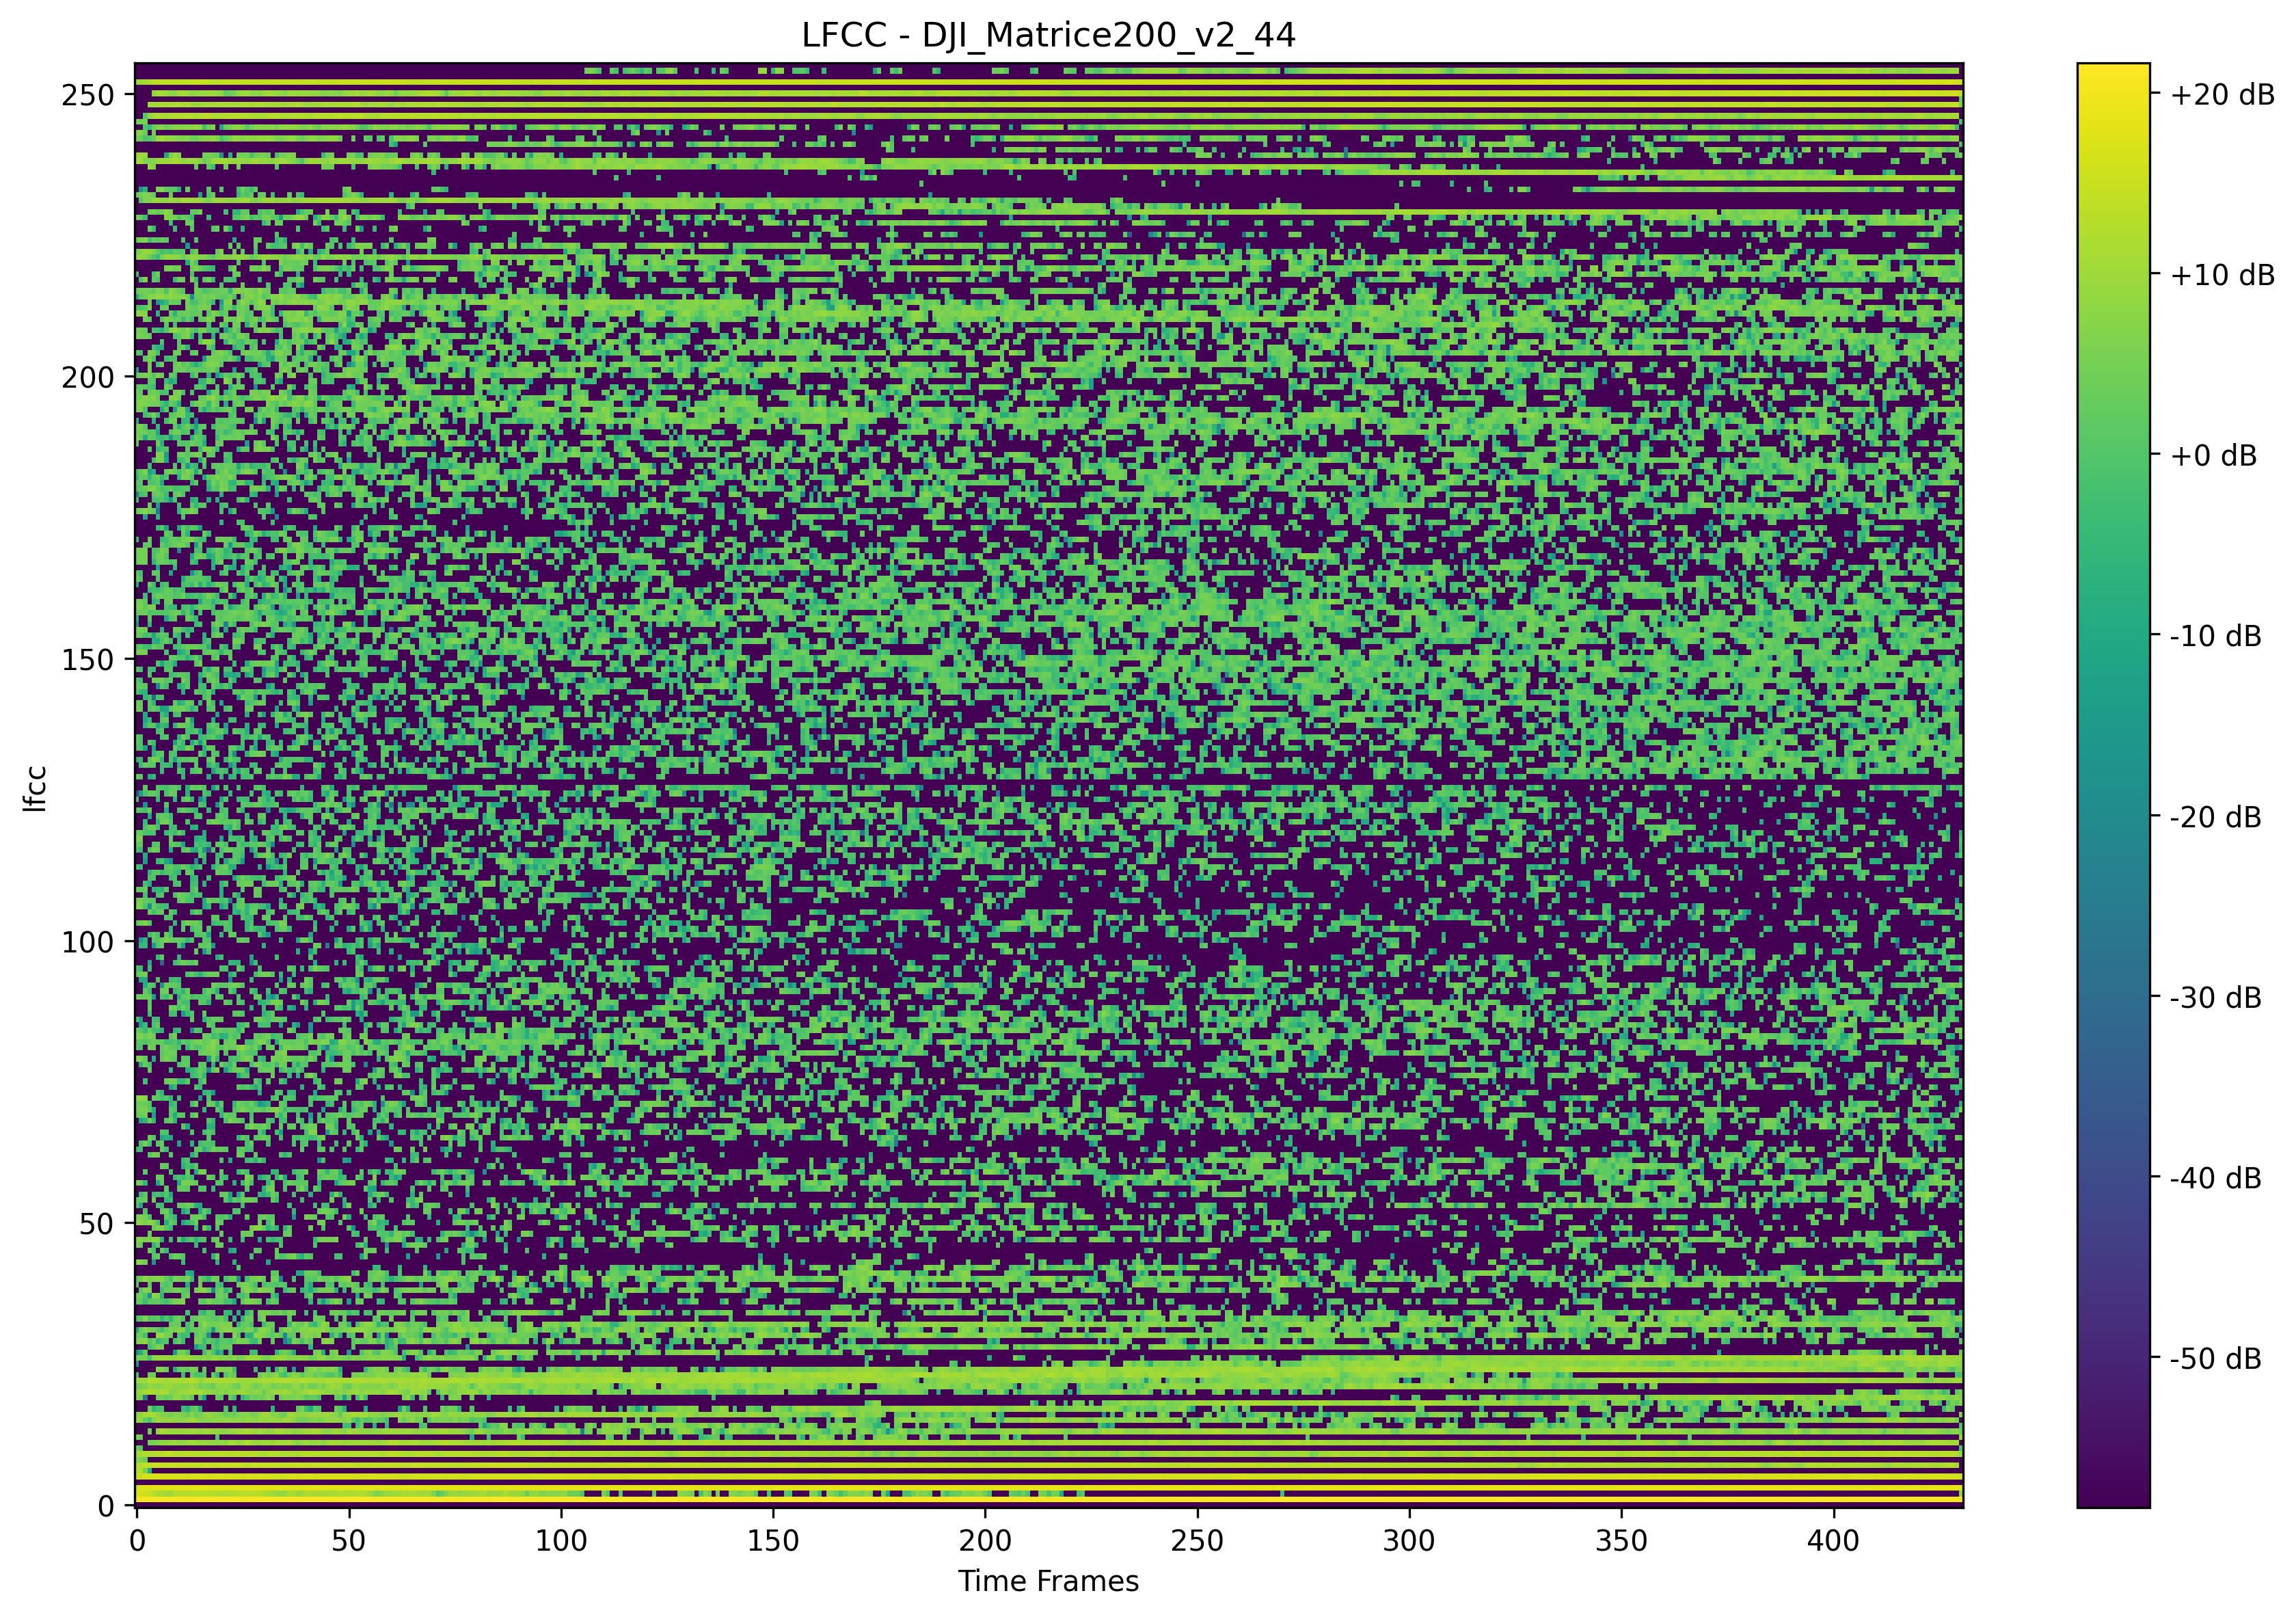 LFCC - DJI_Matrice200_v2_44
250
200
150
100
50
0
lfcc
0 50 100 150 200 250 300 350 400
Time Frames
+20 dB
+10 dB
+0 dB
-10 dB
-20 dB
-30 dB
-40 dB
-50 dB